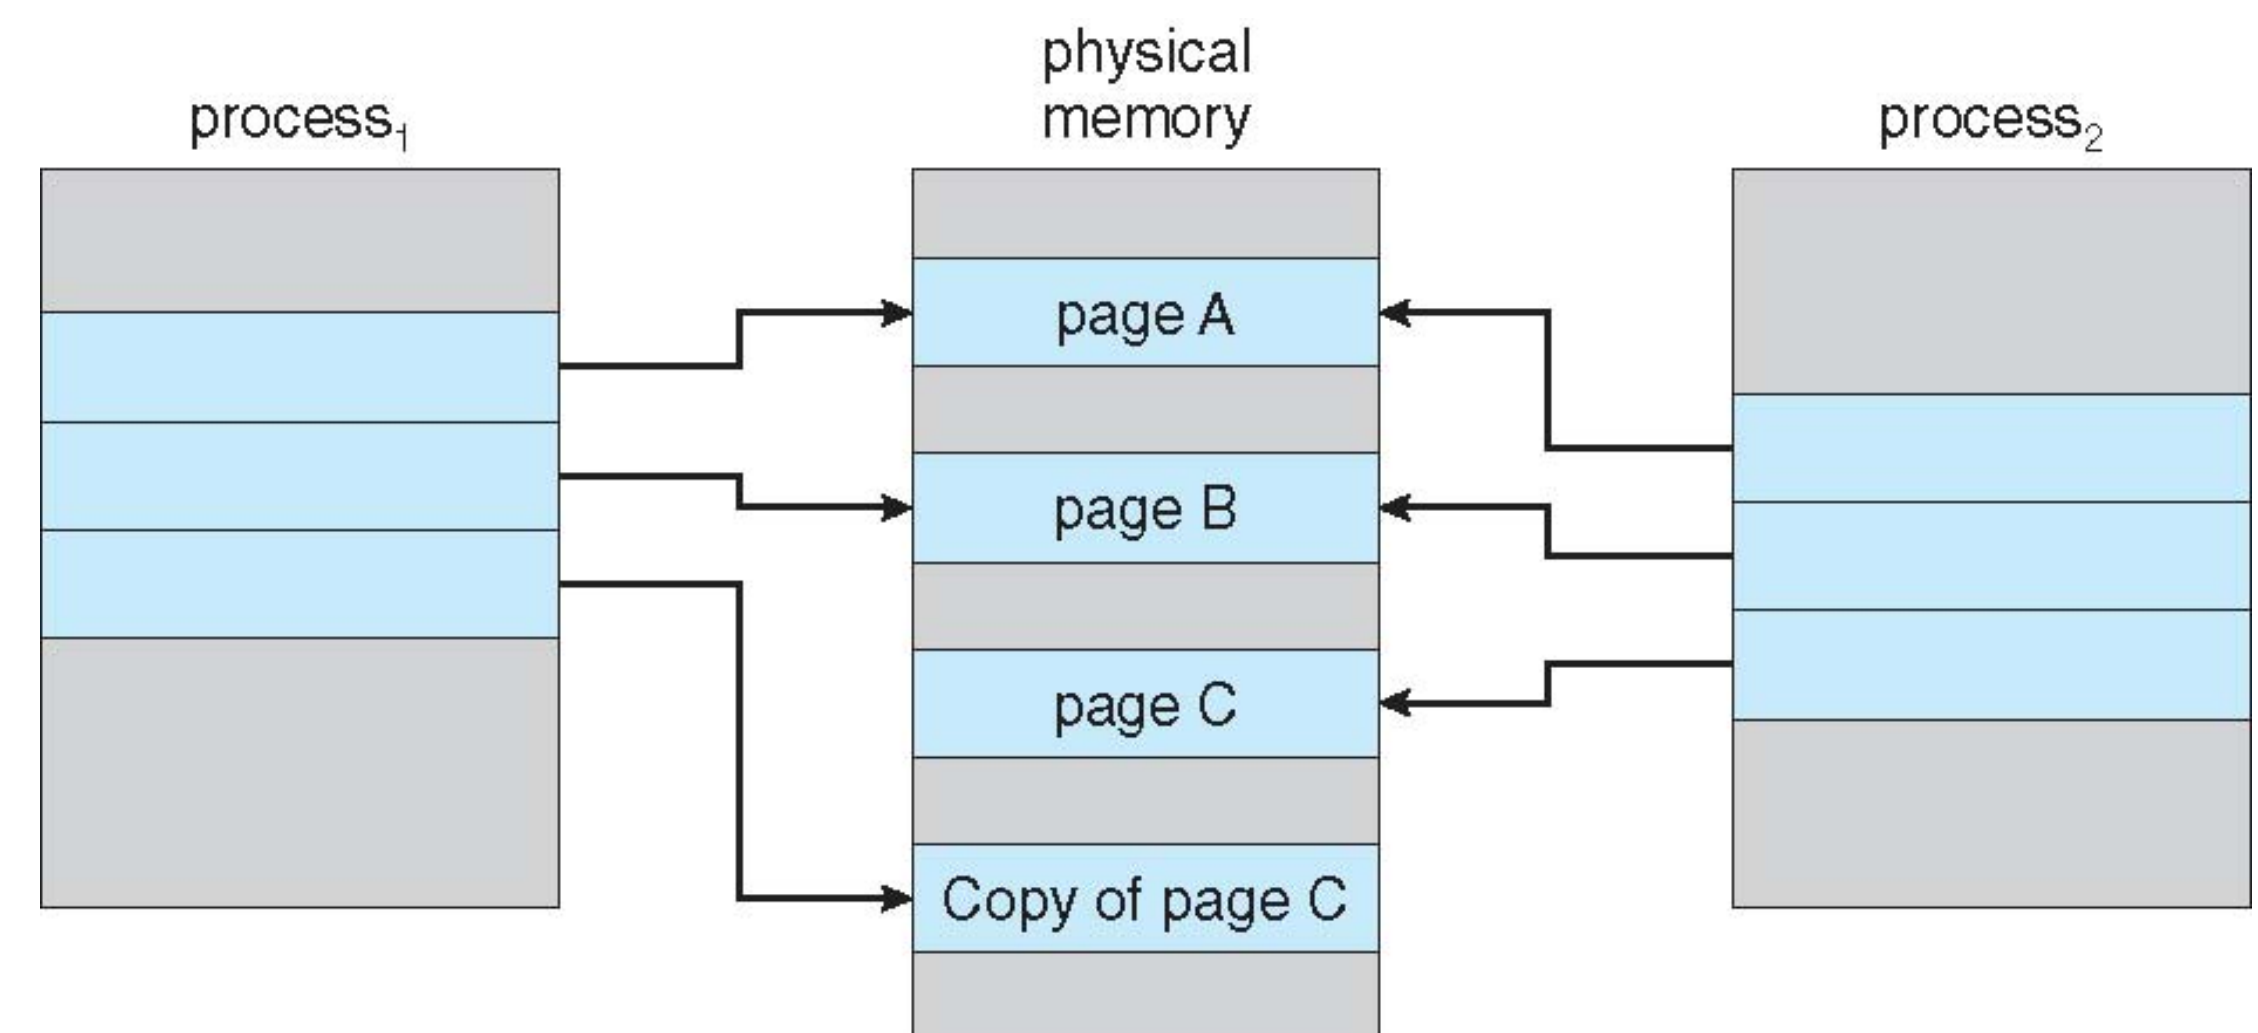 process₁
physical
memory
process₂
page A
page B
page C
Copy of page C